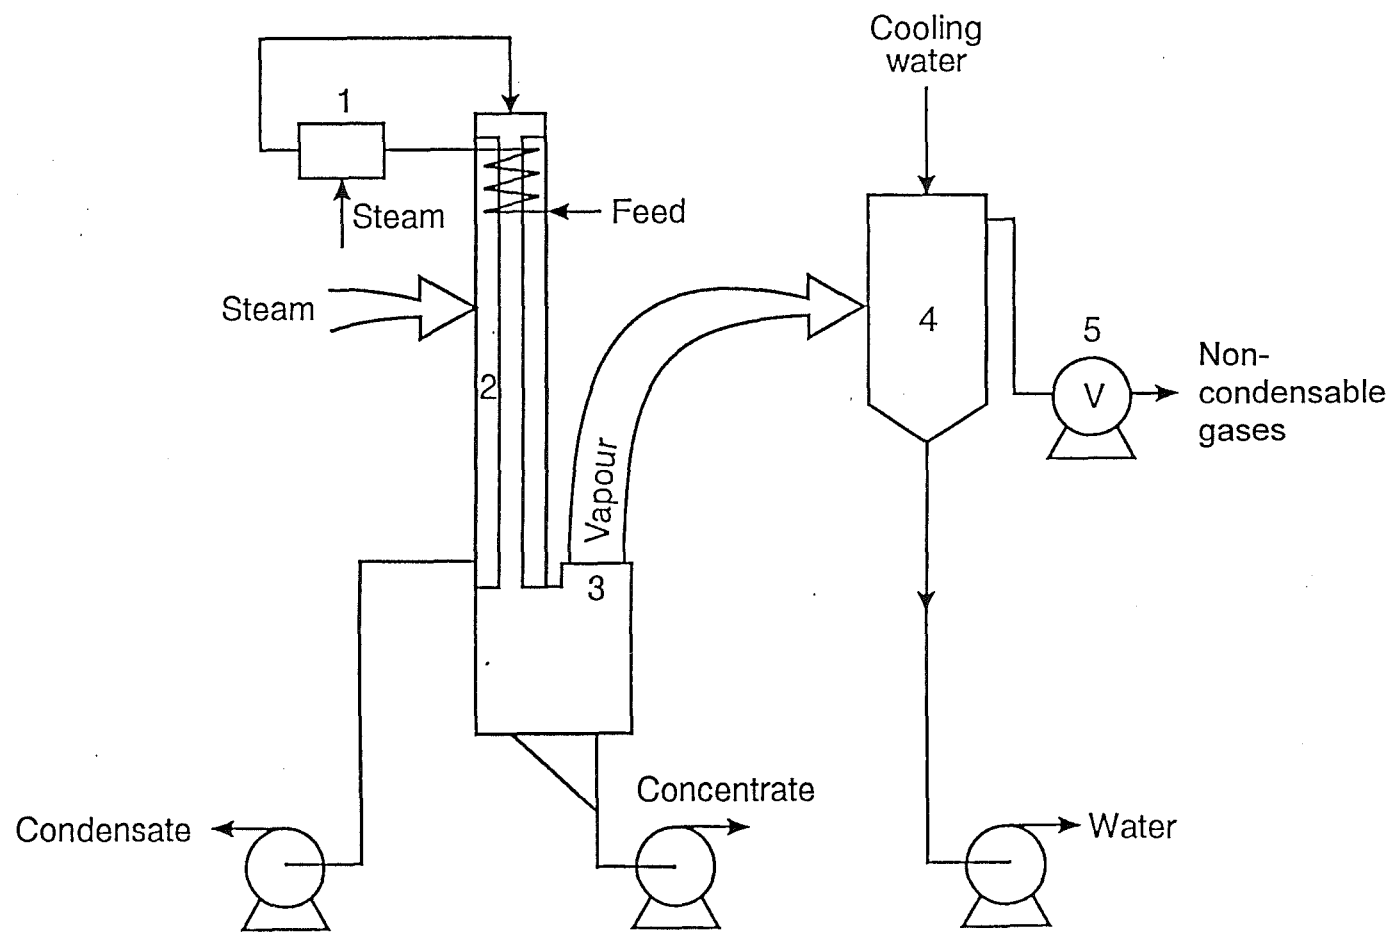 Cooling
water
1
Steam
Feed
Steam
2
4
5
V
Non-
condensable
gases
Vapour
3
Concentrate
Condensate
Water